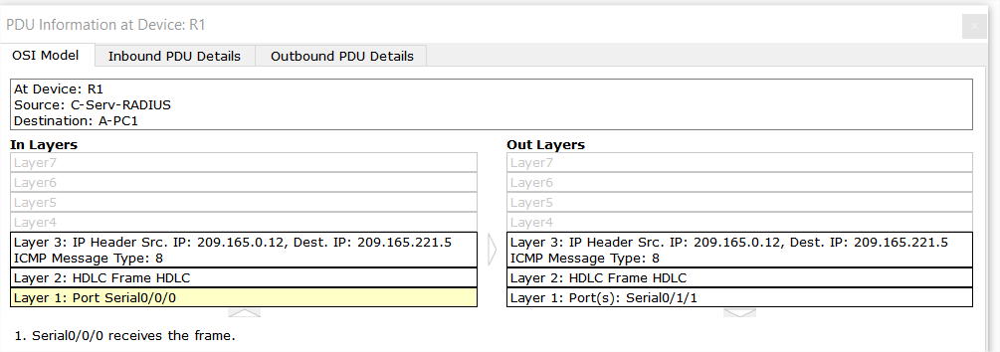 PDU Information at Device: R1
OSI Model
Inbound PDU Details
Outbound PDU Details
At Device: R1
Source: C-Serv-RADIUS
Destination: A-PC1
In Layers
Layer7
Layer6
Layer5
Layer4
Layer 3: IP Header Src. IP: 209.165.0.12, Dest. IP: 209.165.221.5
ICMP Message Type: 8
Layer 2: HDLC Frame HDLC
Layer 1: Port Serial0/0/0
Out Layers
Layer7
Layer6
Layer5
Layer4
Layer 3: IP Header Src. IP: 209.165.0.12, Dest. IP: 209.165.221.5
ICMP Message Type: 8
Layer 2: HDLC Frame HDLC
Layer 1: Port(s): Serial0/1/1
1. Serial0/0/0 receives the frame.